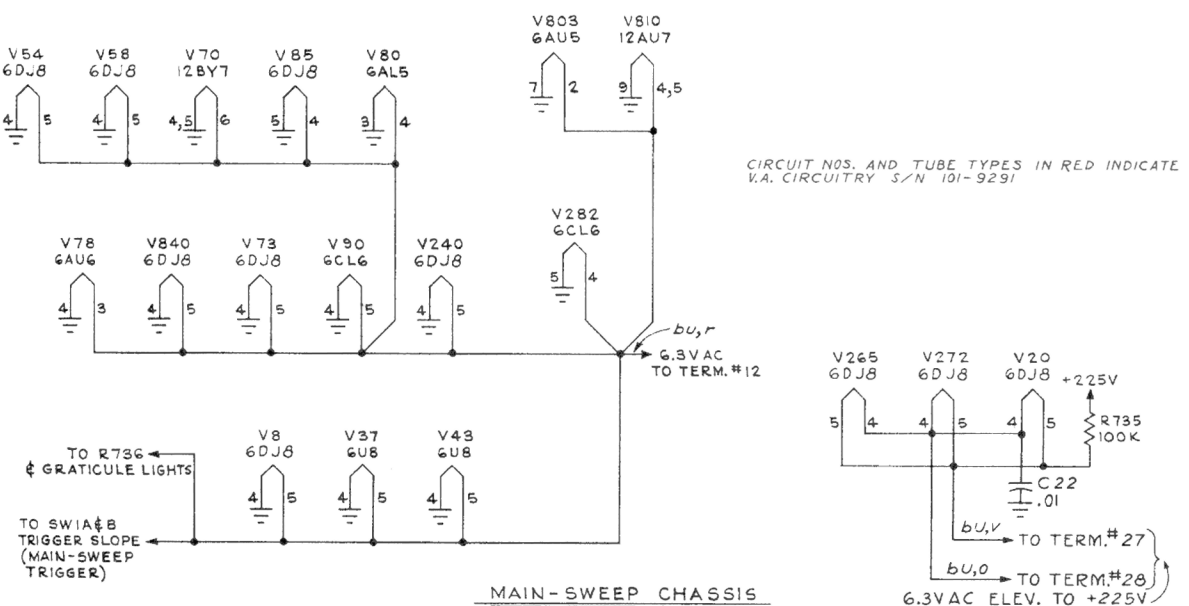 V803
6AU5
V810
12AU7
7
2
9
4,5
V54
6DJ8
V58
6DJ8
V70
12BY7
V85
6DJ8
V80
6AL5
4
5
4
5
4,5
6
5
4
3
4
CIRCUIT NOS. AND TUBE TYPES IN RED INDICATE
V.A. CIRCUITRY S/N 101-9291
V282
6CL6
5
4
V78
6AU6
V840
6DJ8
V73
6DJ8
V90
6CL6
V240
6DJ8
4
3
4
5
4
5
4
5
4
5
bu,r
6.3V AC
TO TERM. #12
V265
6DJ8
V272
6DJ8
V20
6DJ8
+225V
5
4
4
5
4
5
R735
100K
C22
.01
bu,v
TO TERM. #27
bu,o
TO TERM. #28
6.3V AC ELEV. TO +225V
TO R736
¢ GRATICULE LIGHTS
V8
6DJ8
V37
6U8
V43
6U8
4
5
4
5
4
5
TO SW1A¢B
TRIGGER SLOPE
(MAIN-SWEEP
TRIGGER)
MAIN-SWEEP CHASSIS